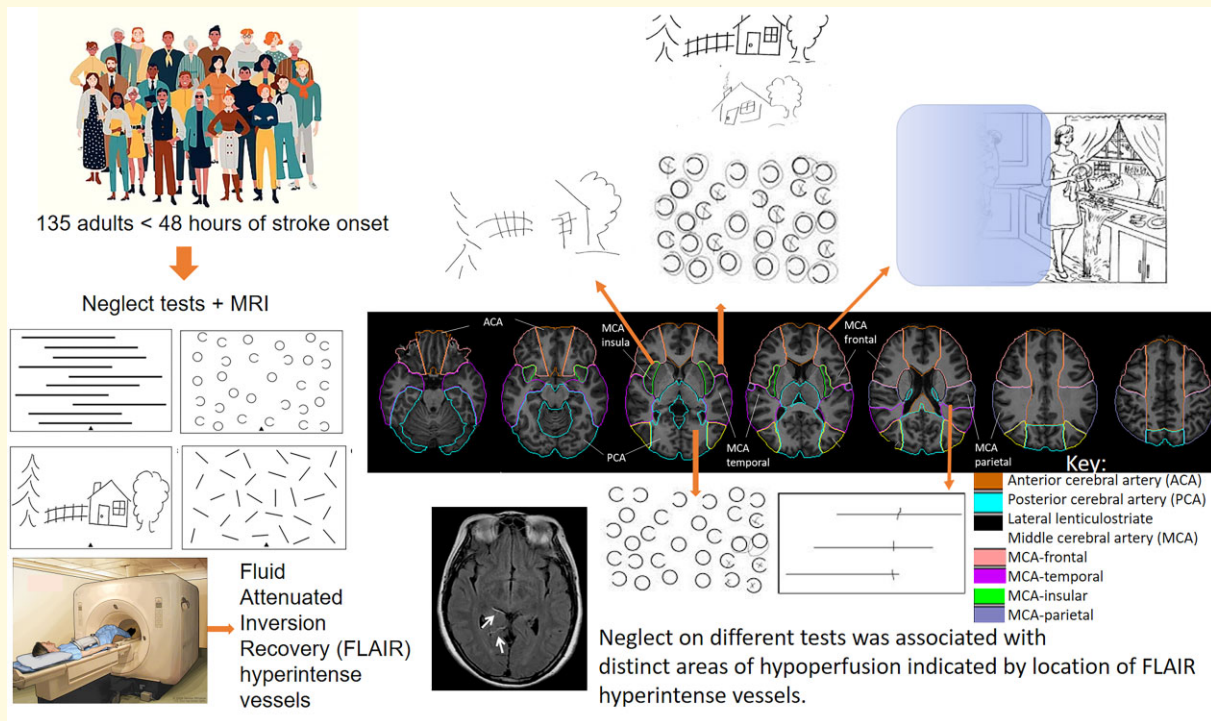 135 adults < 48 hours of stroke onset
Neglect tests + MRI
Fluid
Attenuated
Inversion
Recovery (FLAIR)
hyperintense
vessels
ACA
MCA
insula
MCA
frontal
PCA
MCA
temporal
MCA
parietal
Key:
Anterior cerebral artery (ACA)
Posterior cerebral artery (PCA)
Lateral lenticulostriate
Middle cerebral artery (MCA)
MCA-frontal
MCA-temporal
MCA-insular
MCA-parietal
Neglect on different tests was associated with
distinct areas of hypoperfusion indicated by location of FLAIR
hyperintense vessels.